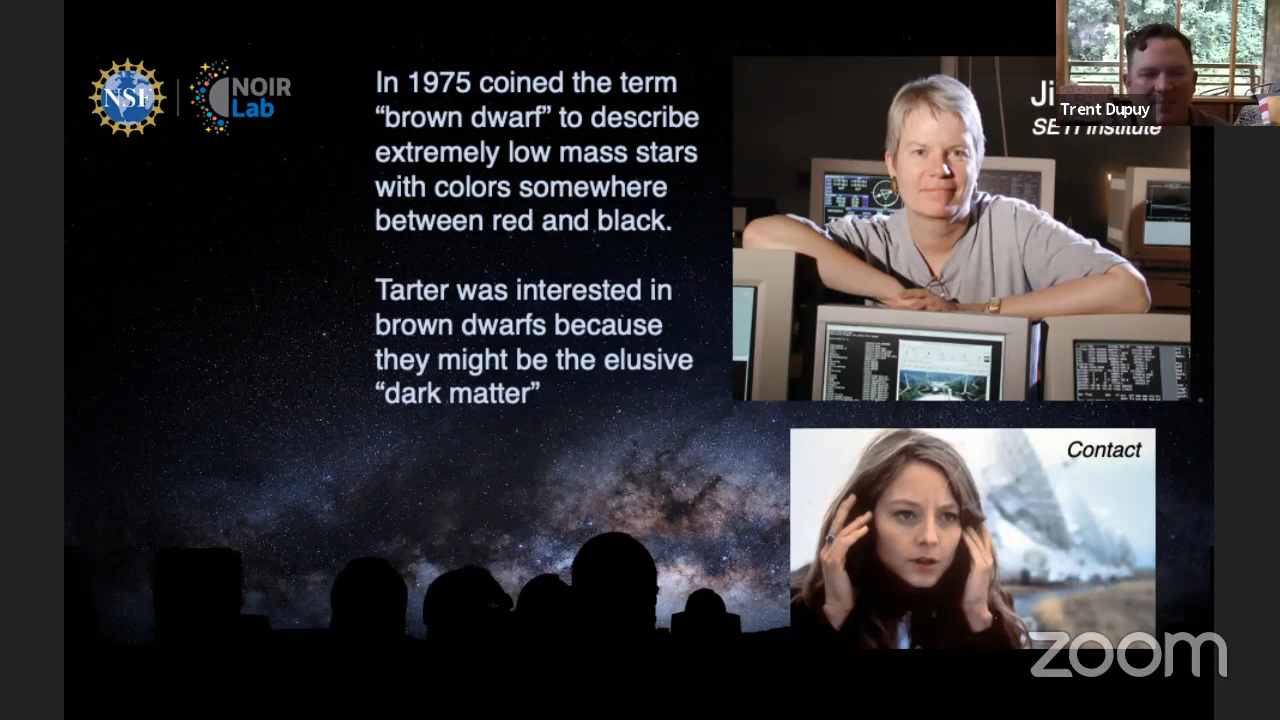 NSF
NOIR
Lab
In 1975 coined the term
“brown dwarf” to describe
extremely low mass stars
with colors somewhere
between red and black.
Tarter was interested in
brown dwarfs because
they might be the elusive
“dark matter”
Ji
SETI Institute
Trent Dupuy
Contact
zoom